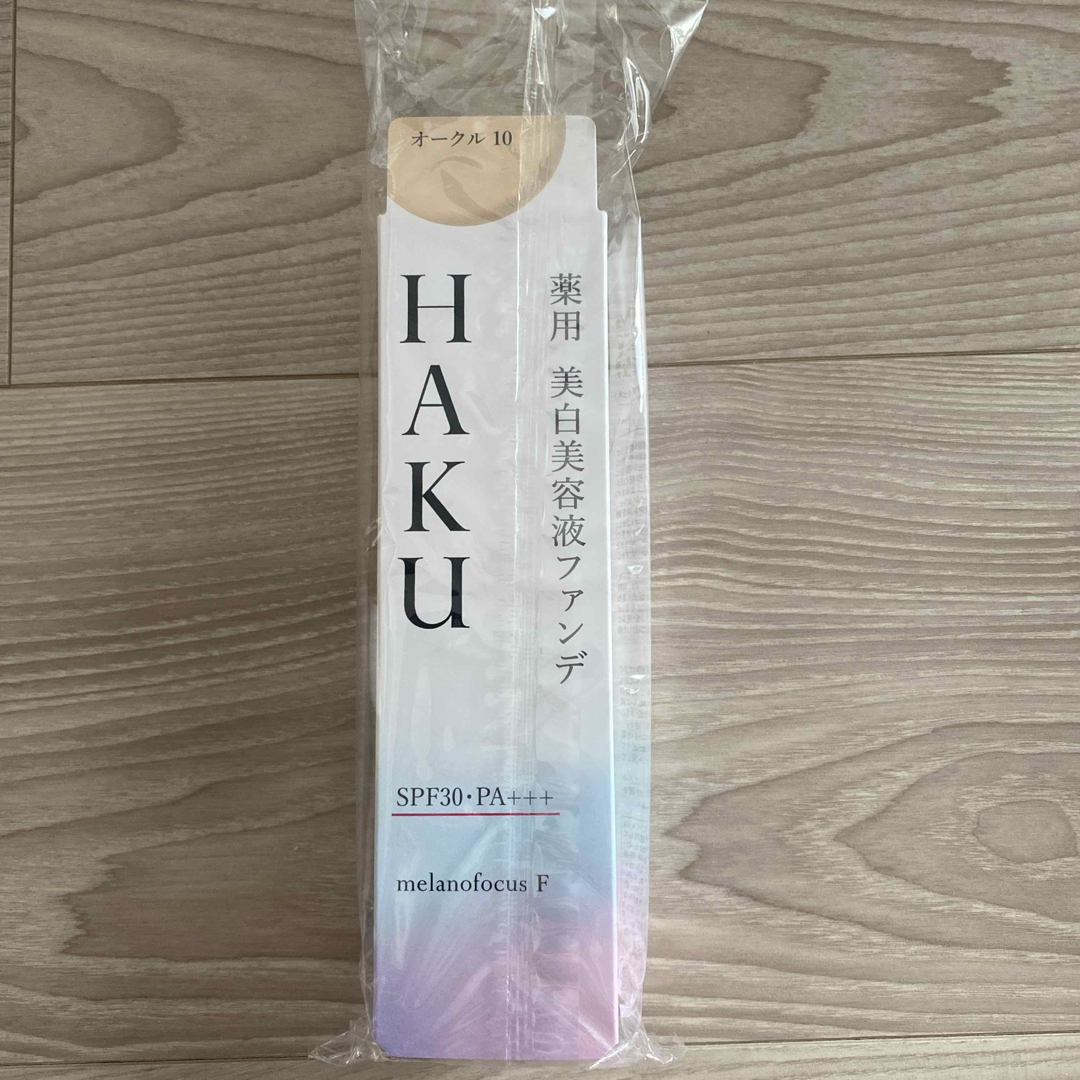 オークル 10
HAKU
薬用 美白美容液ファンデ
SPF30・PA+++
melanofocus F